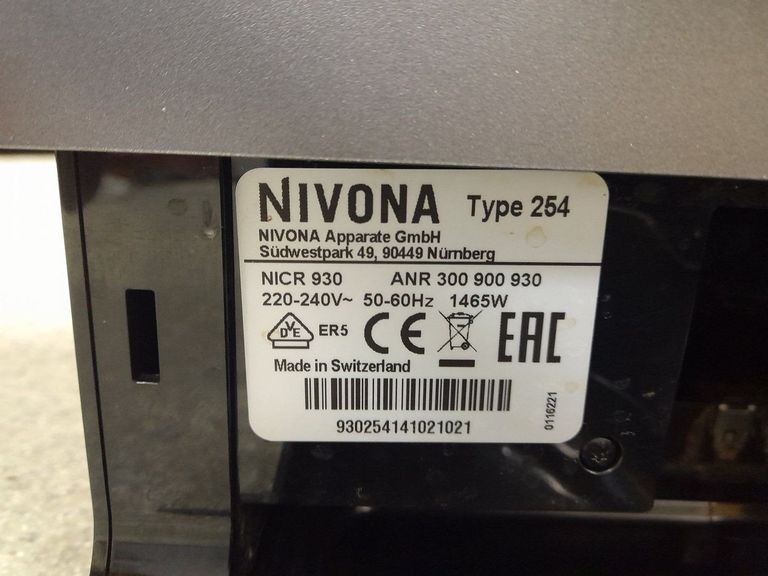 NIVONA Type 254
NIVONA Apparate GmbH
Südwestpark 49, 90449 Nürnberg
NICR 930 ANR 300 900 930
220-240V~ 50-60Hz 1465W
DVE ER5 CE EAC
Made in Switzerland
930254141021021
0116221